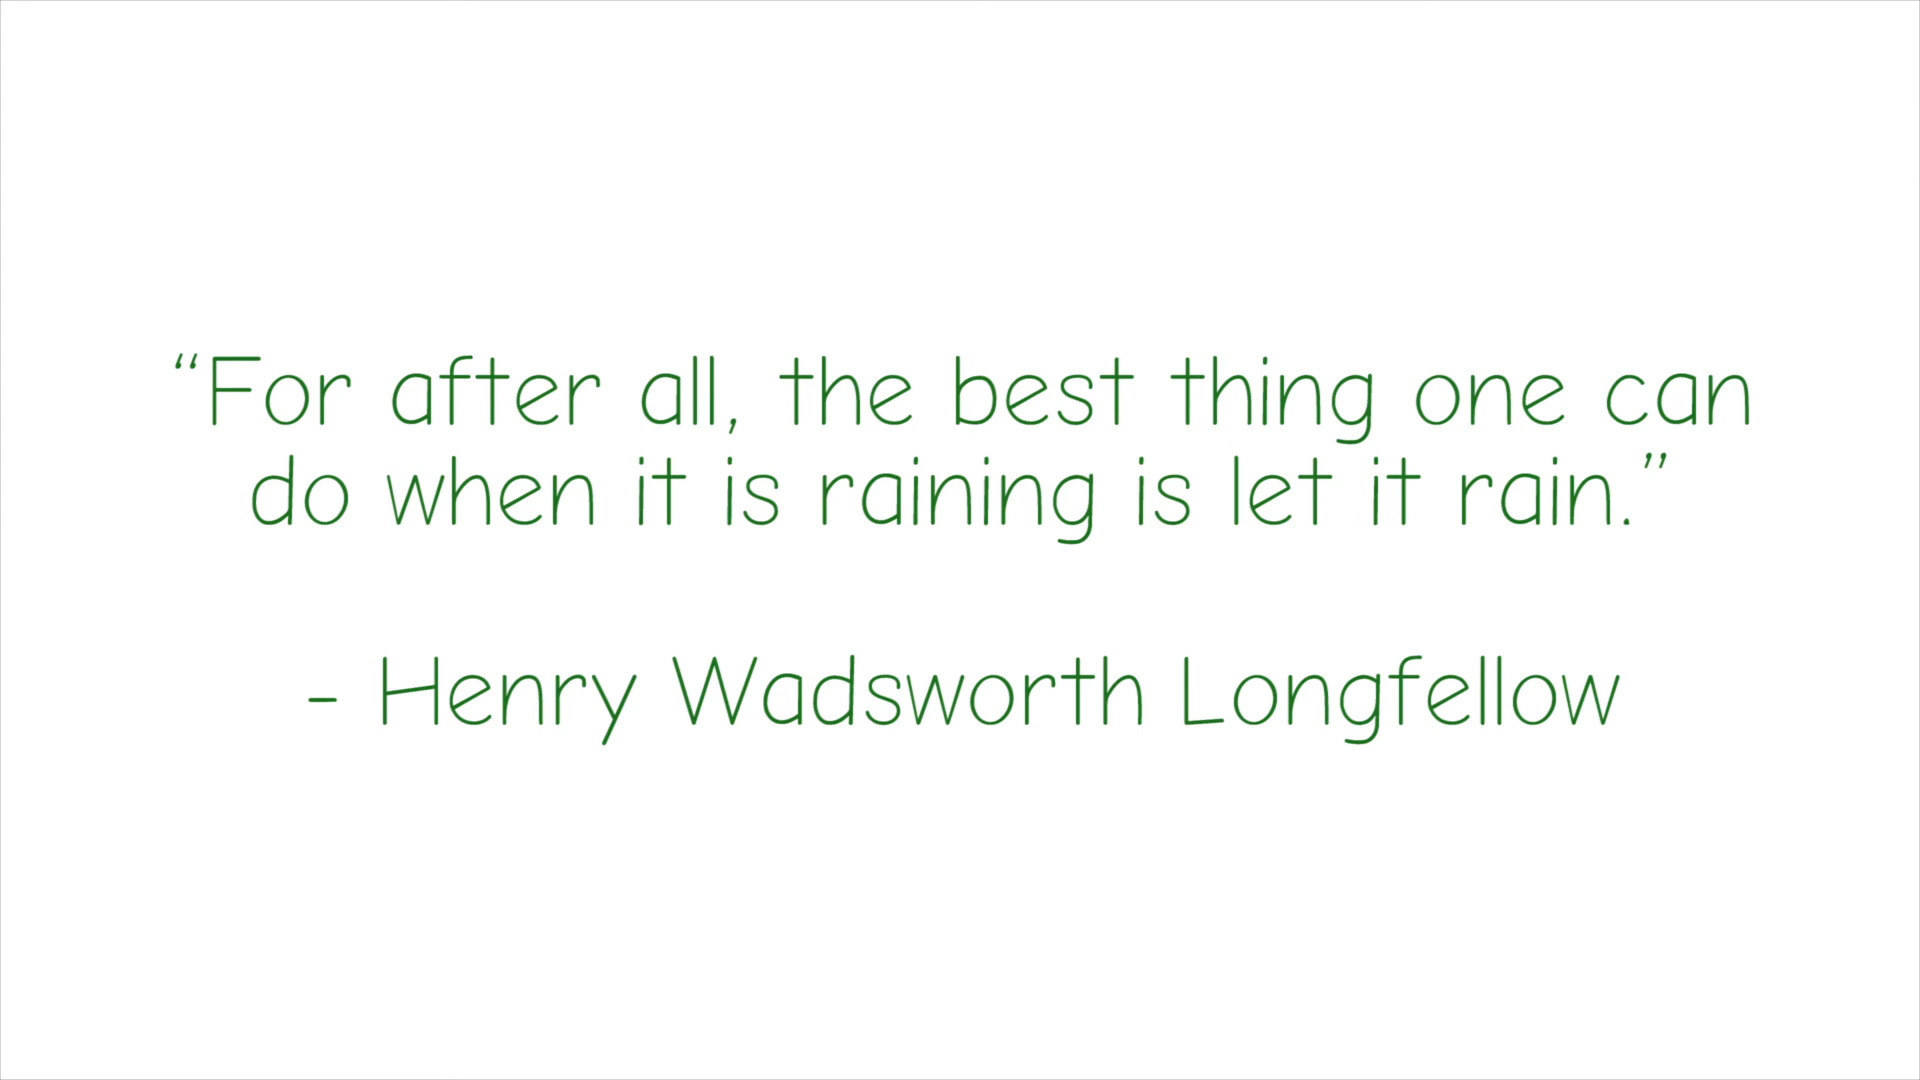 “For after all, the best thing one can
do when it is raining is let it rain.”
- Henry Wadsworth Longfellow